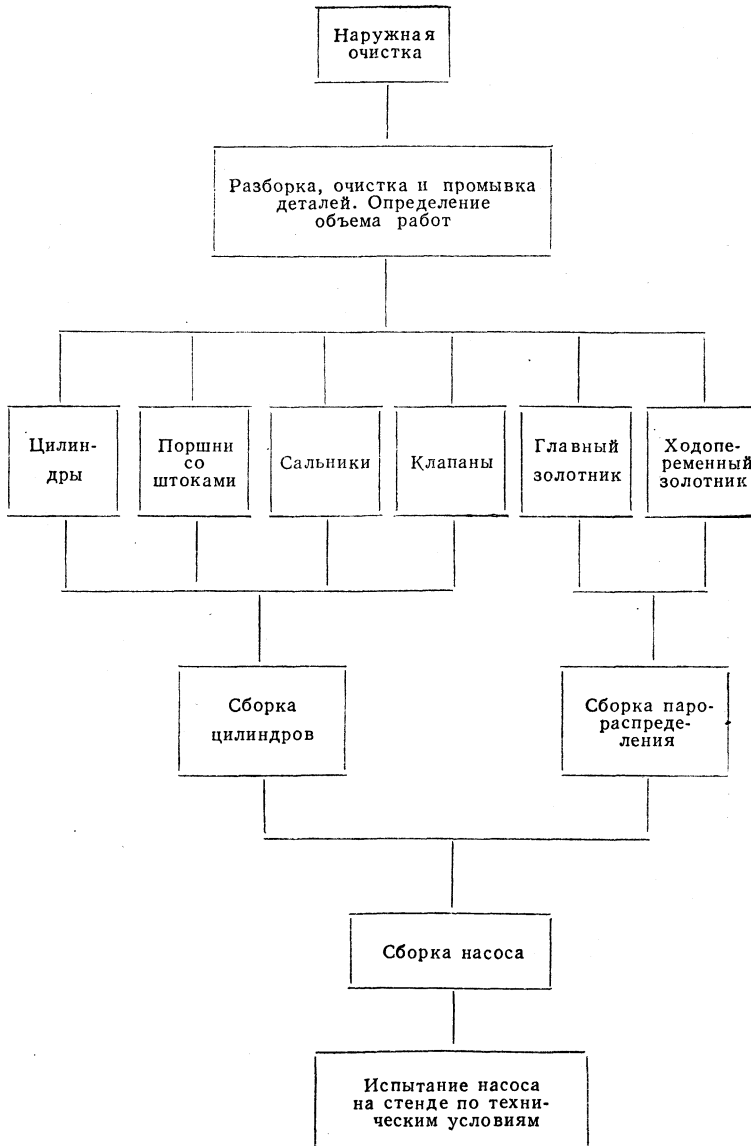 Наружная
очистка
Разборка, очистка и промывка
деталей. Определение
объема работ
Цилин-
дры
Поршни
со
штоками
Сальники
Клапаны
Главный
золотник
Ходопе-
ременный
золотник
Сборка
цилиндров
Сборка паро-
распреде-
ления
Сборка насоса
Испытание насоса
на стенде по техни-
ческим условиям